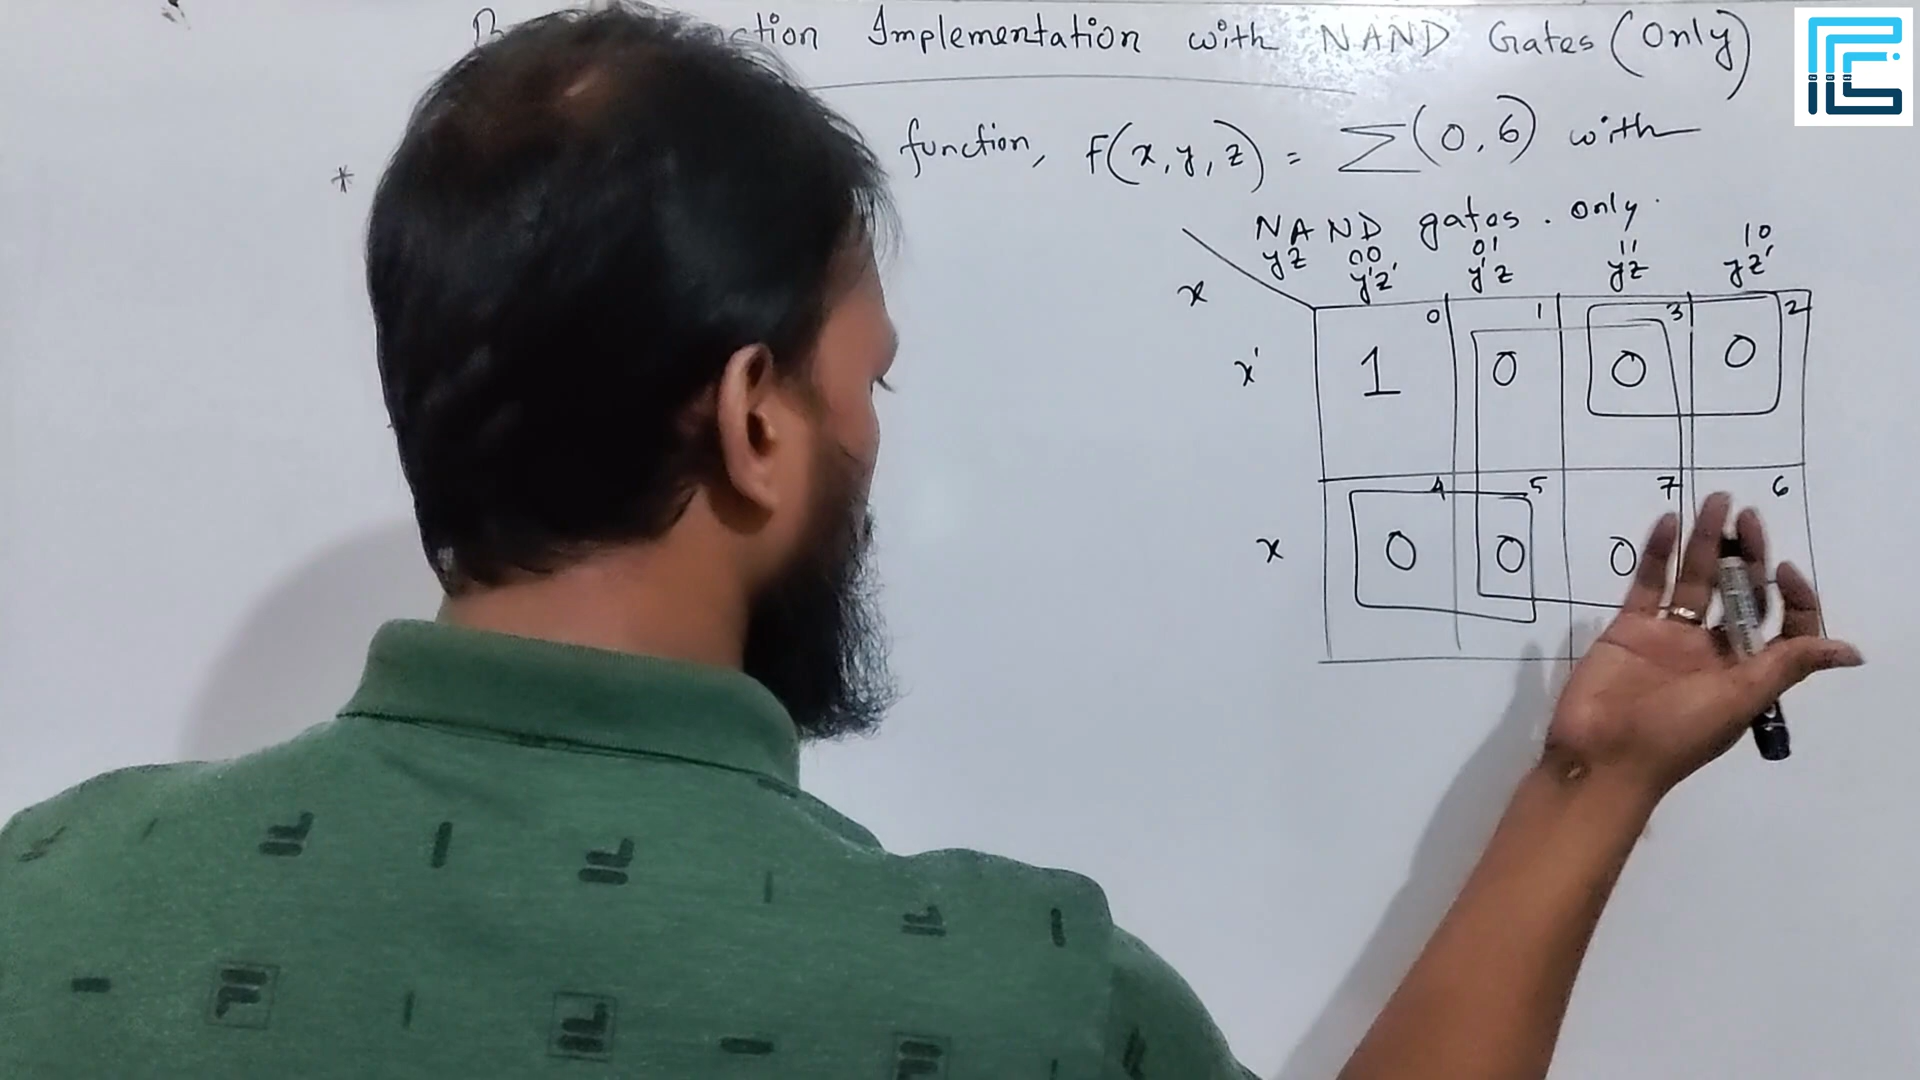 ction Implementation with NAND Gates (Only)
* function, F(x, y, z) = Σ(0, 6) with
NAND gates. only.
yz 00 01 11 10
y'z' y'z yz yz'
x
0 1 3 2
x' 1 0 0 0
4 5 7 6
x 0 0 0